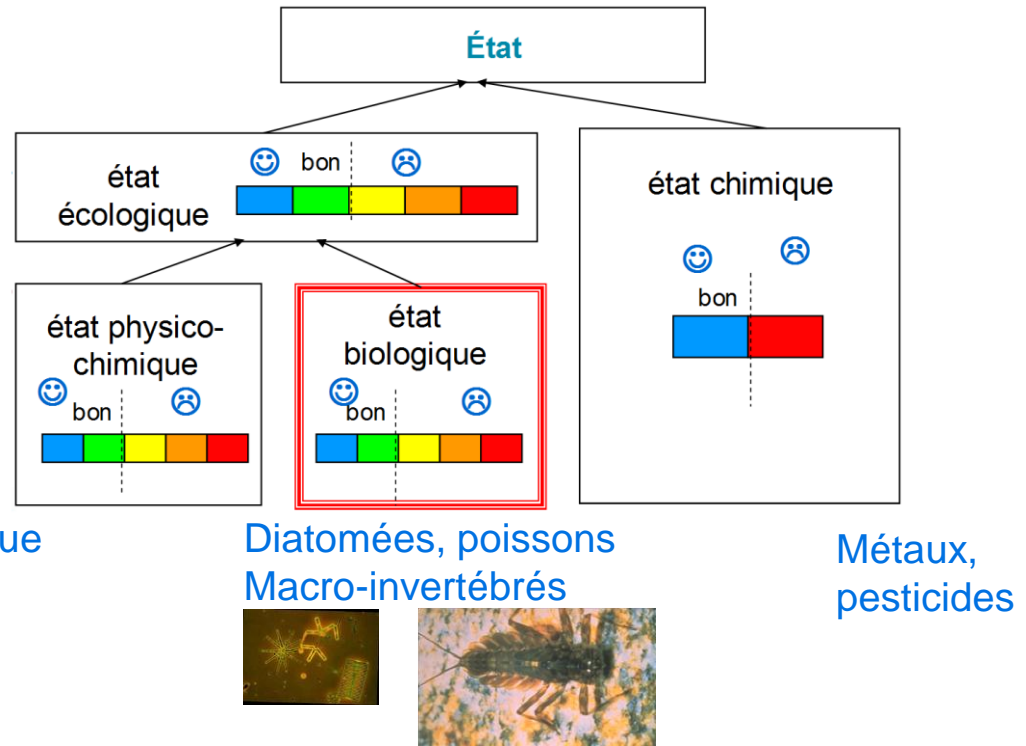 État
bon
état
écologique
état chimique
bon
état physico-
chimique
bon
état
biologique
bon
Diatomées, poissons
Macro-invertébrés
Métaux,
pesticides